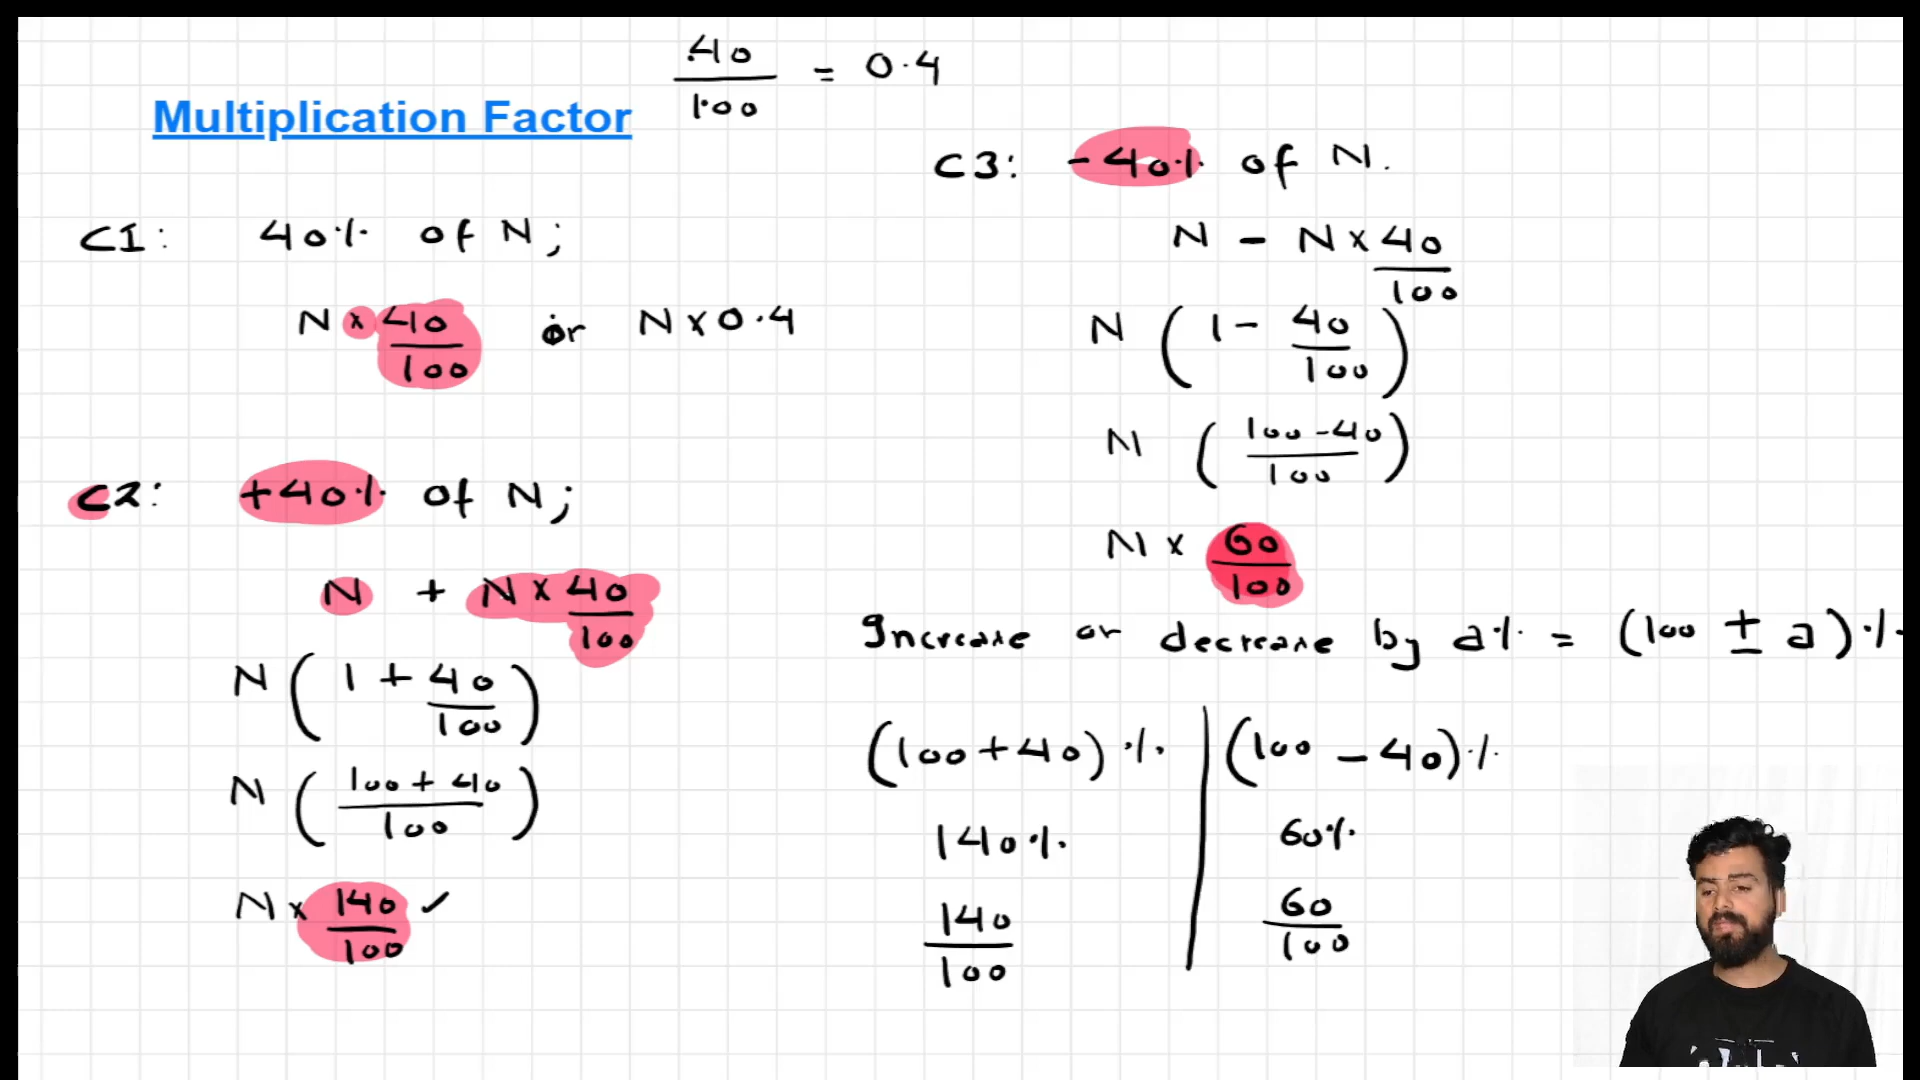 40/100 = 0.4
Multiplication Factor
C1: 40% of N;
N × 40/100 or N × 0.4
C2: +40% of N;
N + N × 40/100
N (1 + 40/100)
N ((100 + 40)/100)
N × 140/100 ✓
C3: -40% of N.
N - N × 40/100
N (1 - 40/100)
N ((100 - 40)/100)
N × 60/100
Increase or decrease by a% = (100 ± a)%
(100 + 40)% | (100 - 40)%
140% | 60%
140/100 | 60/100